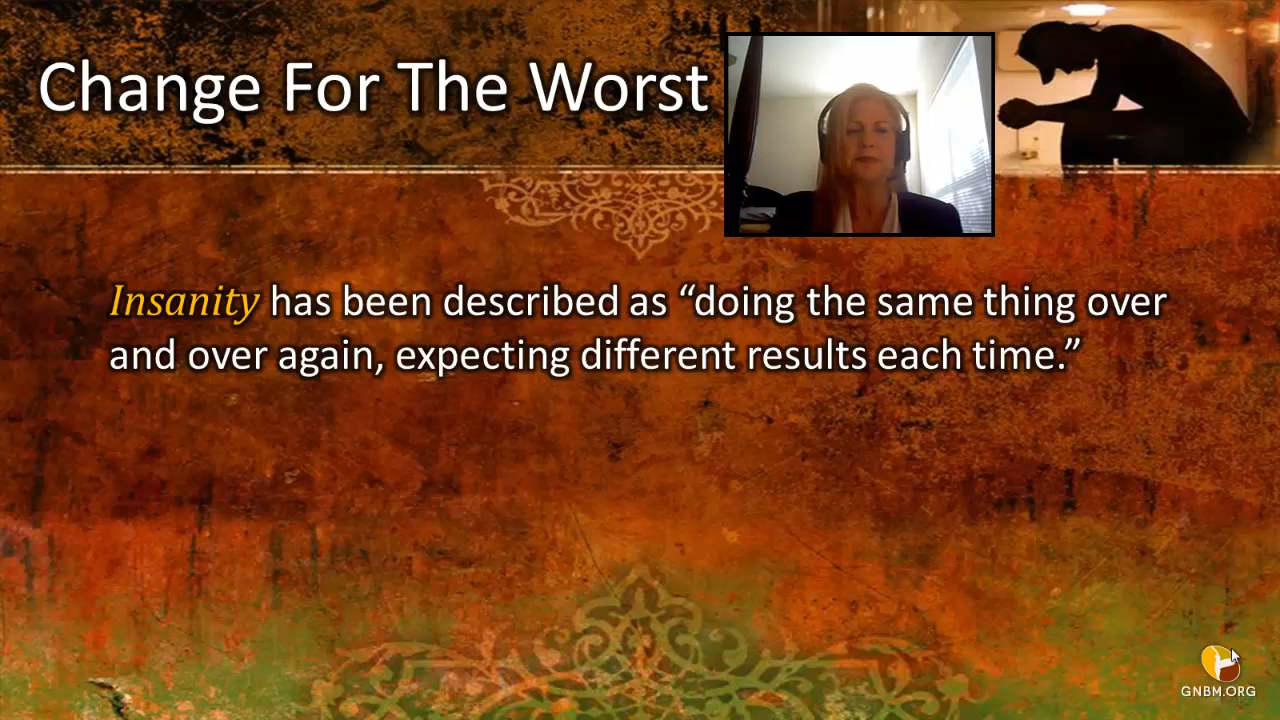 Change For The Worst
Insanity has been described as “doing the same thing over
and over again, expecting different results each time.”
GNBM.ORG